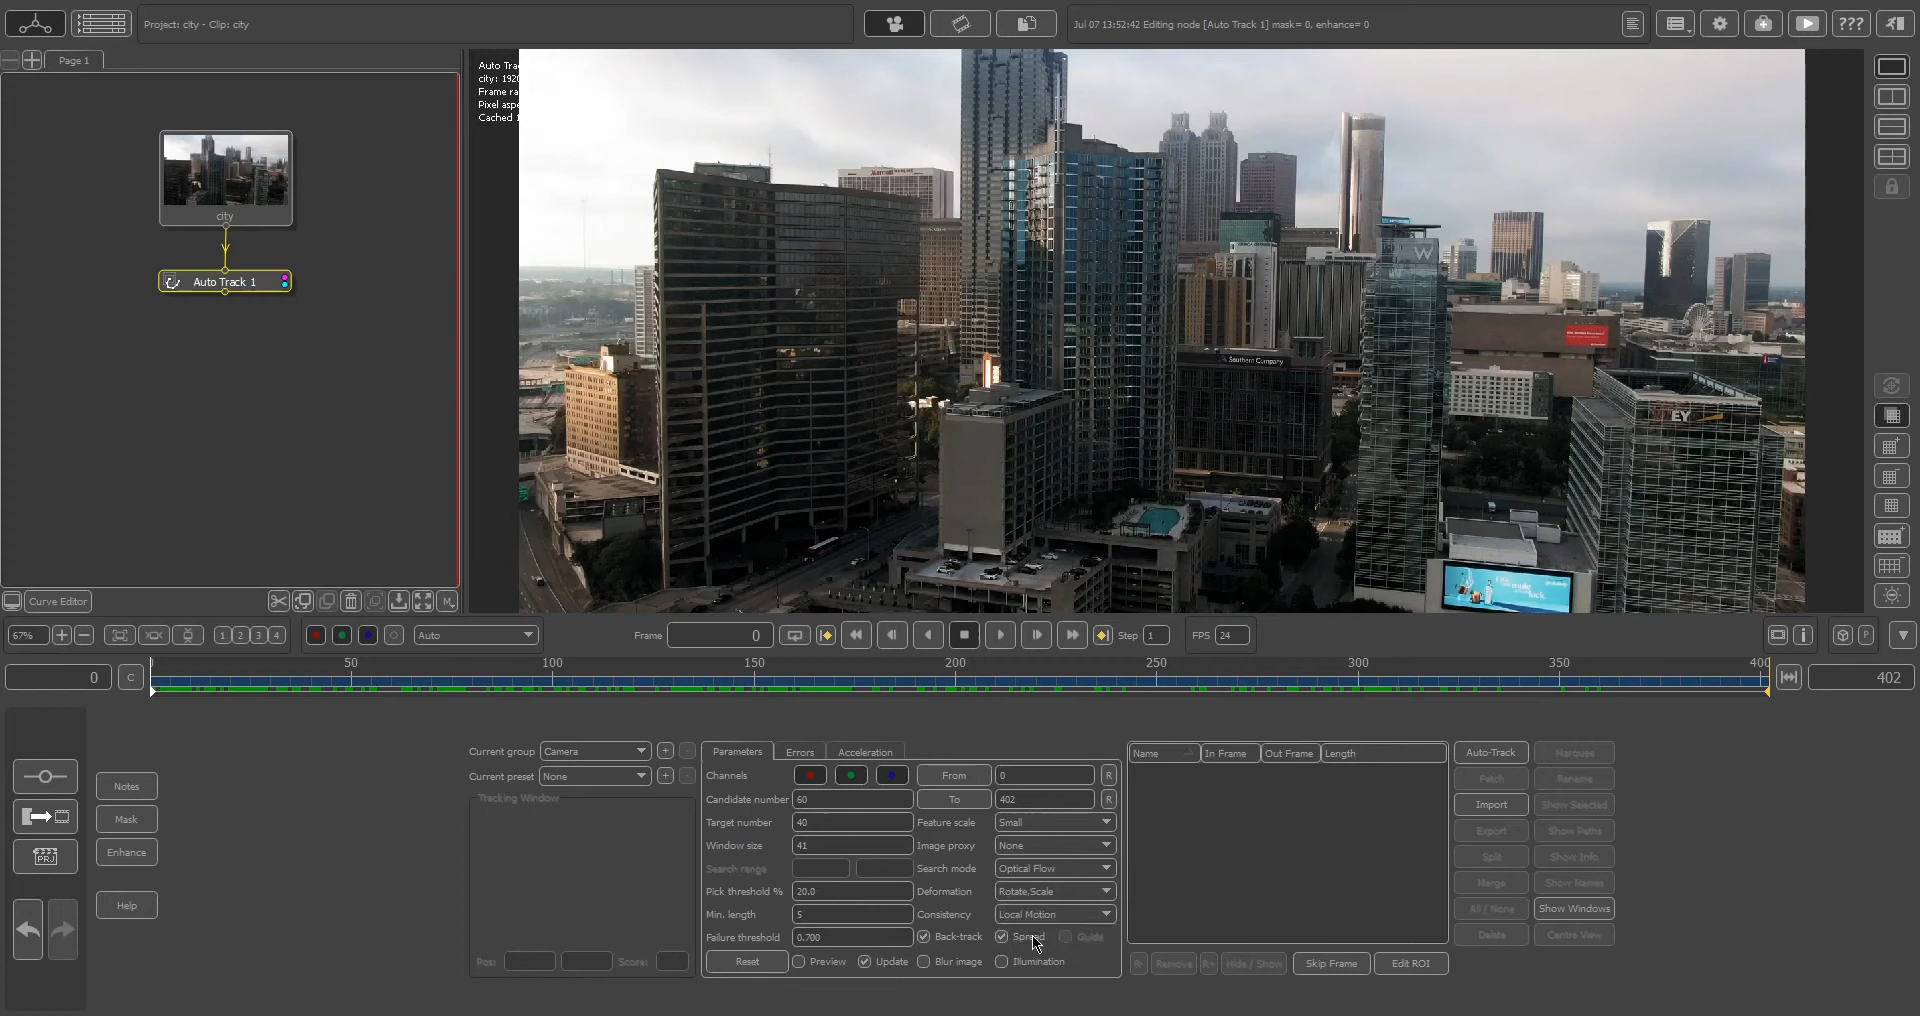 Project: city - Clip: city
Jul 07 13:52:42 Editing node [Auto Track 1] mask= 0, enhance= 0
???
Page 1
Auto Tra
city: 192
Frame ra
Pixel aspe
Cached 1
city
Auto Track 1
Marriott MARQUIS
W
Southern Company
EY
Curve Editor
M
67%
1 2 3 4
Auto
Frame 0
Step 1
FPS 24
P
0 C
50 100 150 200 250 300 350 400
402
PRJ
Notes
Mask
Enhance
Help
Current group Camera + -
Current preset None + -
Tracking Window
Pos: Score:
Parameters Errors Acceleration
Channels From 0 R
Candidate number 60 To 402 R
Target number 40 Feature scale Small
Window size 41 Image proxy None
Search range Search mode Optical Flow
Pick threshold % 20.0 Deformation Rotate,Scale
Min. length 5 Consistency Local Motion
Failure threshold 0.700 Back-track Spread Guide
Reset Preview Update Blur image Illumination
Name In Frame Out Frame Length
R- Remove R+ Hide / Show Skip Frame Edit ROI
Auto-Track Marquee
Fetch Rename
Import Show Selected
Export Show Paths
Split Show Info
Merge Show Names
All / None Show Windows
Delete Centre View